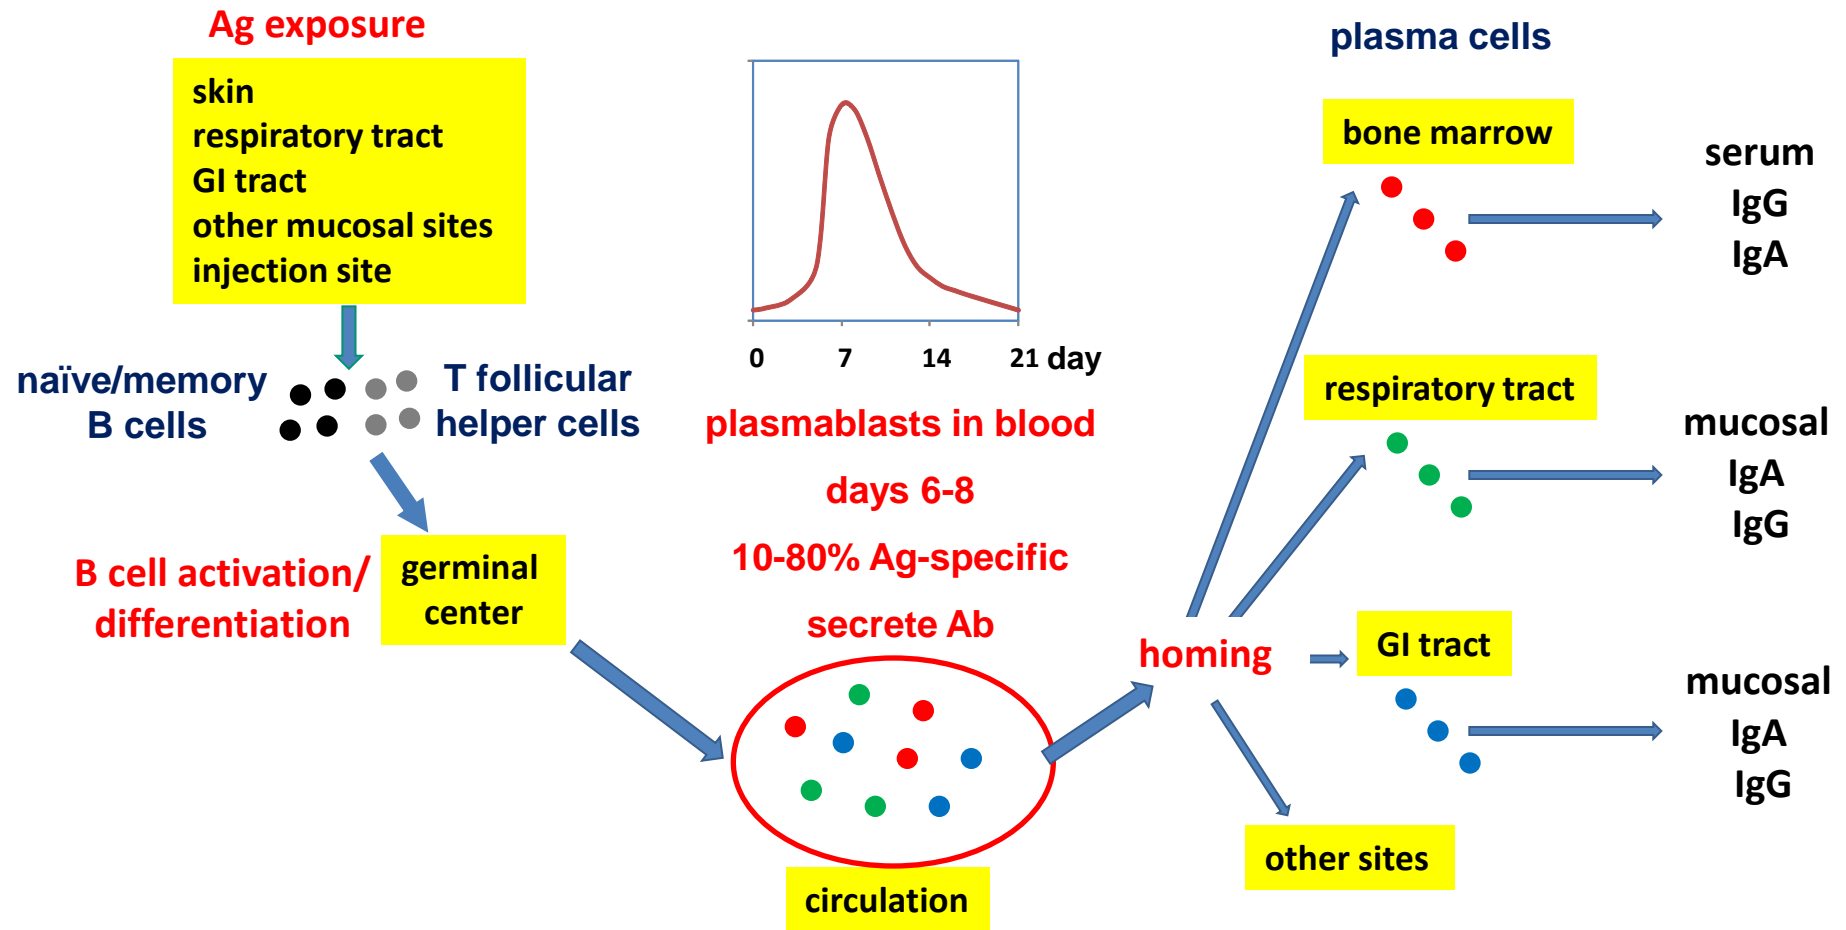 Ag exposure
skin
respiratory tract
GI tract
other mucosal sites
injection site
naïve/memory
B cells
T follicular
helper cells
B cell activation/
differentiation
germinal
center
0 7 14 21 day
plasmablasts in blood
days 6-8
10-80% Ag-specific
secrete Ab
circulation
homing
plasma cells
bone marrow
serum
IgG
IgA
respiratory tract
mucosal
IgA
IgG
GI tract
mucosal
IgA
IgG
other sites